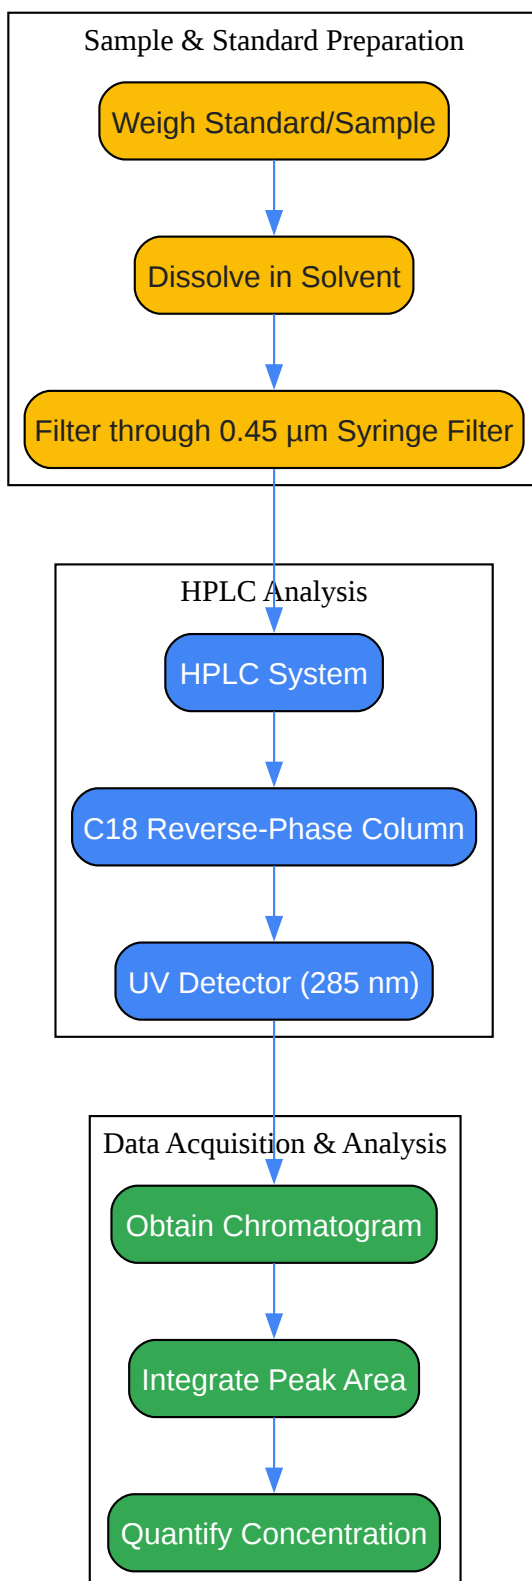 Sample & Standard Preparation
Weigh Standard/Sample
Dissolve in Solvent
Filter through 0.45 µm Syringe Filter
HPLC Analysis
HPLC System
C18 Reverse-Phase Column
UV Detector (285 nm)
Data Acquisition & Analysis
Obtain Chromatogram
Integrate Peak Area
Quantify Concentration